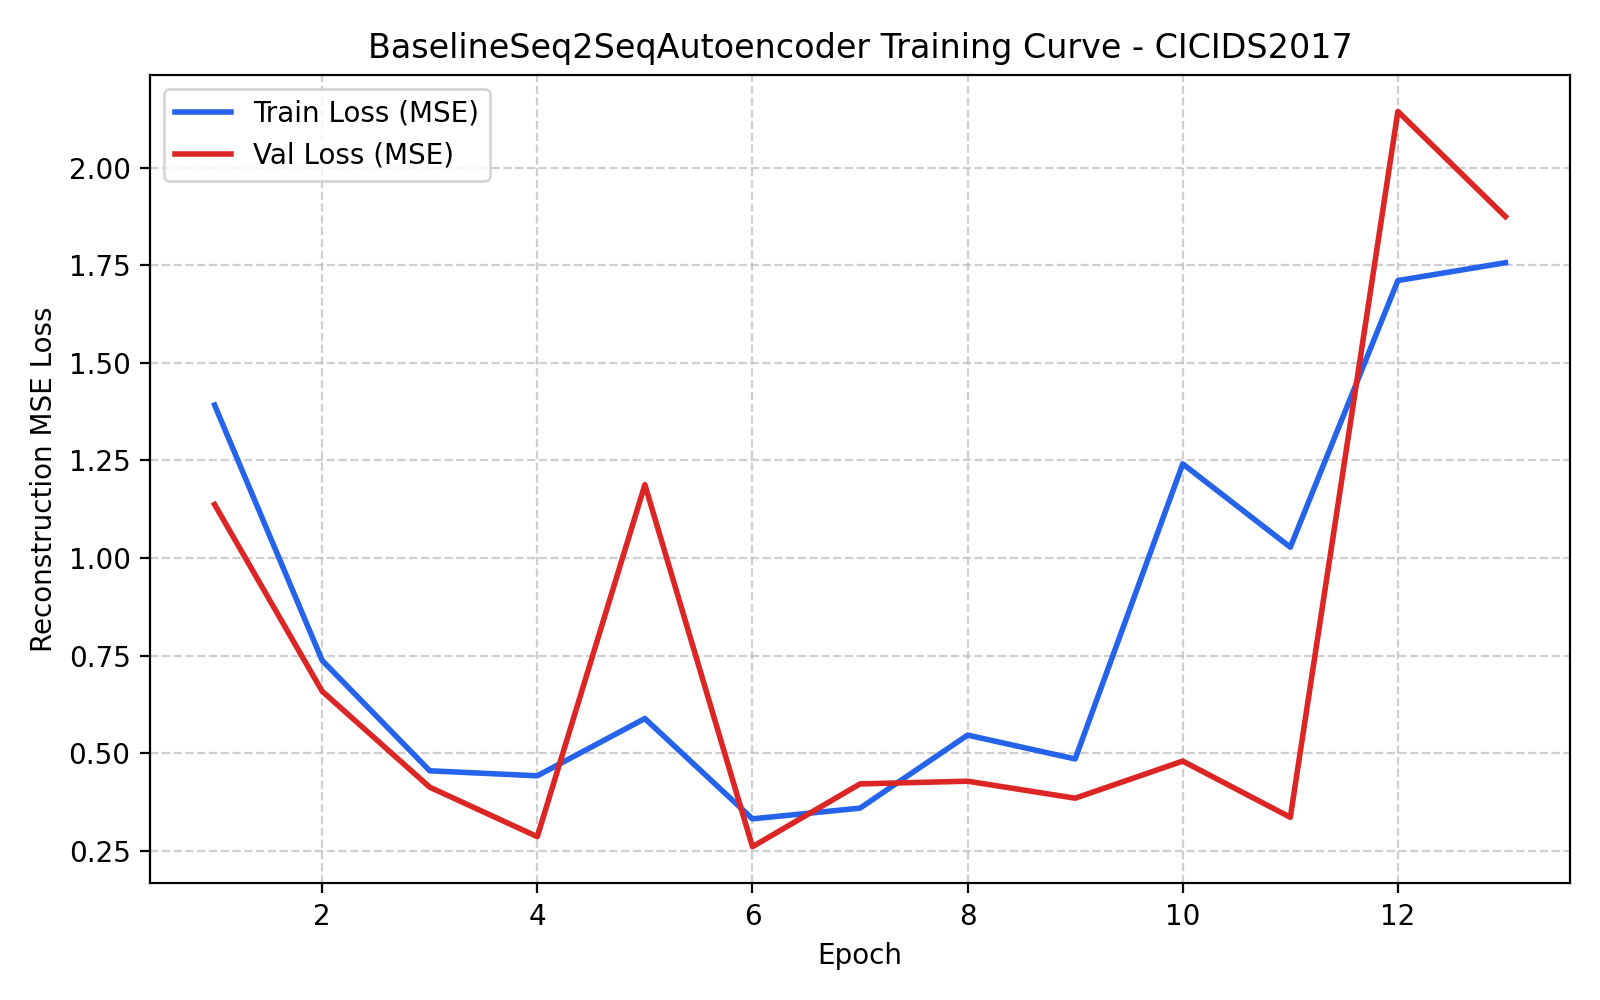 BaselineSeq2SeqAutoencoder Training Curve - CICIDS2017
Train Loss (MSE)
Val Loss (MSE)
Reconstruction MSE Loss
2.00
1.75
1.50
1.25
1.00
0.75
0.50
0.25
2 4 6 8 10 12
Epoch